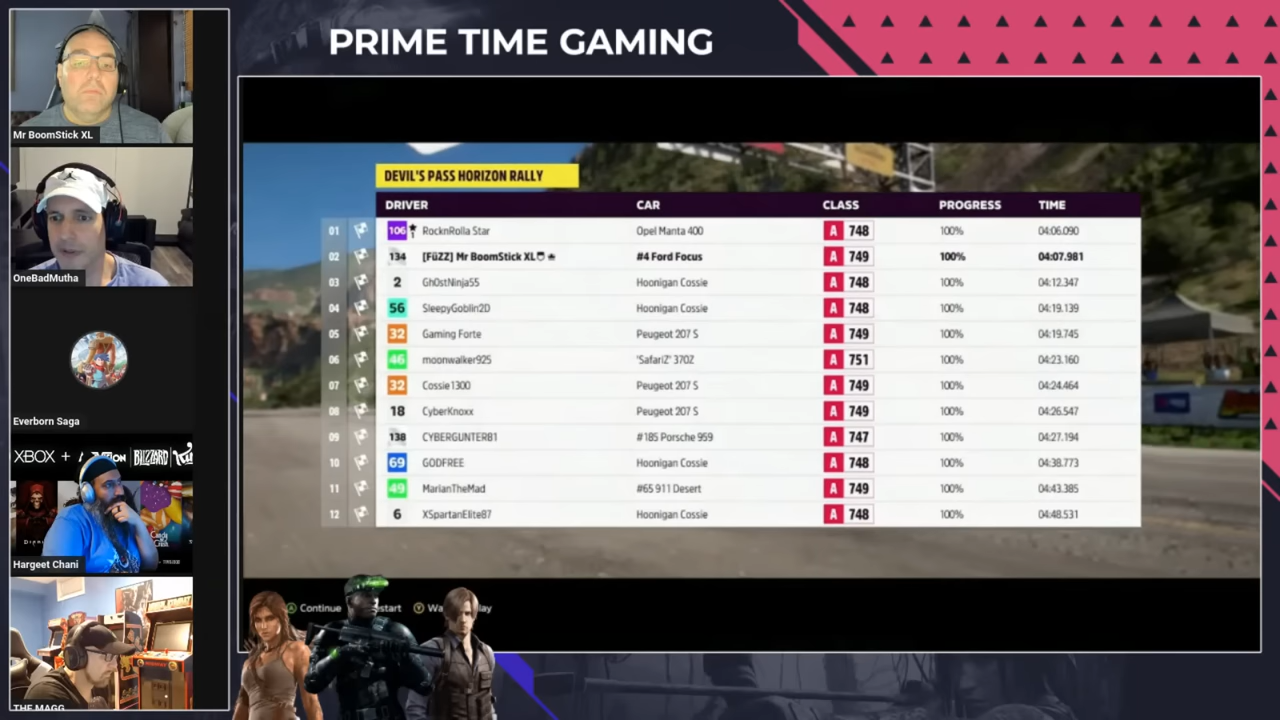 PRIME TIME GAMING
Mr BoomStick XL
OneBadMutha
Everborn Saga
XBOX +
BLIZZARD
Hargeet Chani
THE MAGG
DEVIL'S PASS HORIZON RALLY
DRIVER CAR CLASS PROGRESS TIME
01 106 RocknRolla Star Opel Manta 400 A 748 100% 04:06.090
02 134 [FüZZ] Mr BoomStick XL #4 Ford Focus A 749 100% 04:07.981
03 2 Gh0stNinja55 Hoonigan Cossie A 748 100% 04:12.347
04 56 SleepyGoblin2D Hoonigan Cossie A 748 100% 04:19.139
05 32 Gaming Forte Peugeot 207 S A 749 100% 04:19.745
06 46 moonwalker925 'SafariZ' 370Z A 751 100% 04:23.160
07 32 Cossie1300 Peugeot 207 S A 749 100% 04:24.464
08 18 CyberKnoxx Peugeot 207 S A 749 100% 04:26.547
09 138 CYBERGUNTER81 #185 Porsche 959 A 747 100% 04:27.194
10 69 GODFREE Hoonigan Cossie A 748 100% 04:38.773
11 49 MarianTheMad #65 911 Desert A 749 100% 04:43.385
12 6 XSpartanElite87 Hoonigan Cossie A 748 100% 04:48.531
A Continue
Y